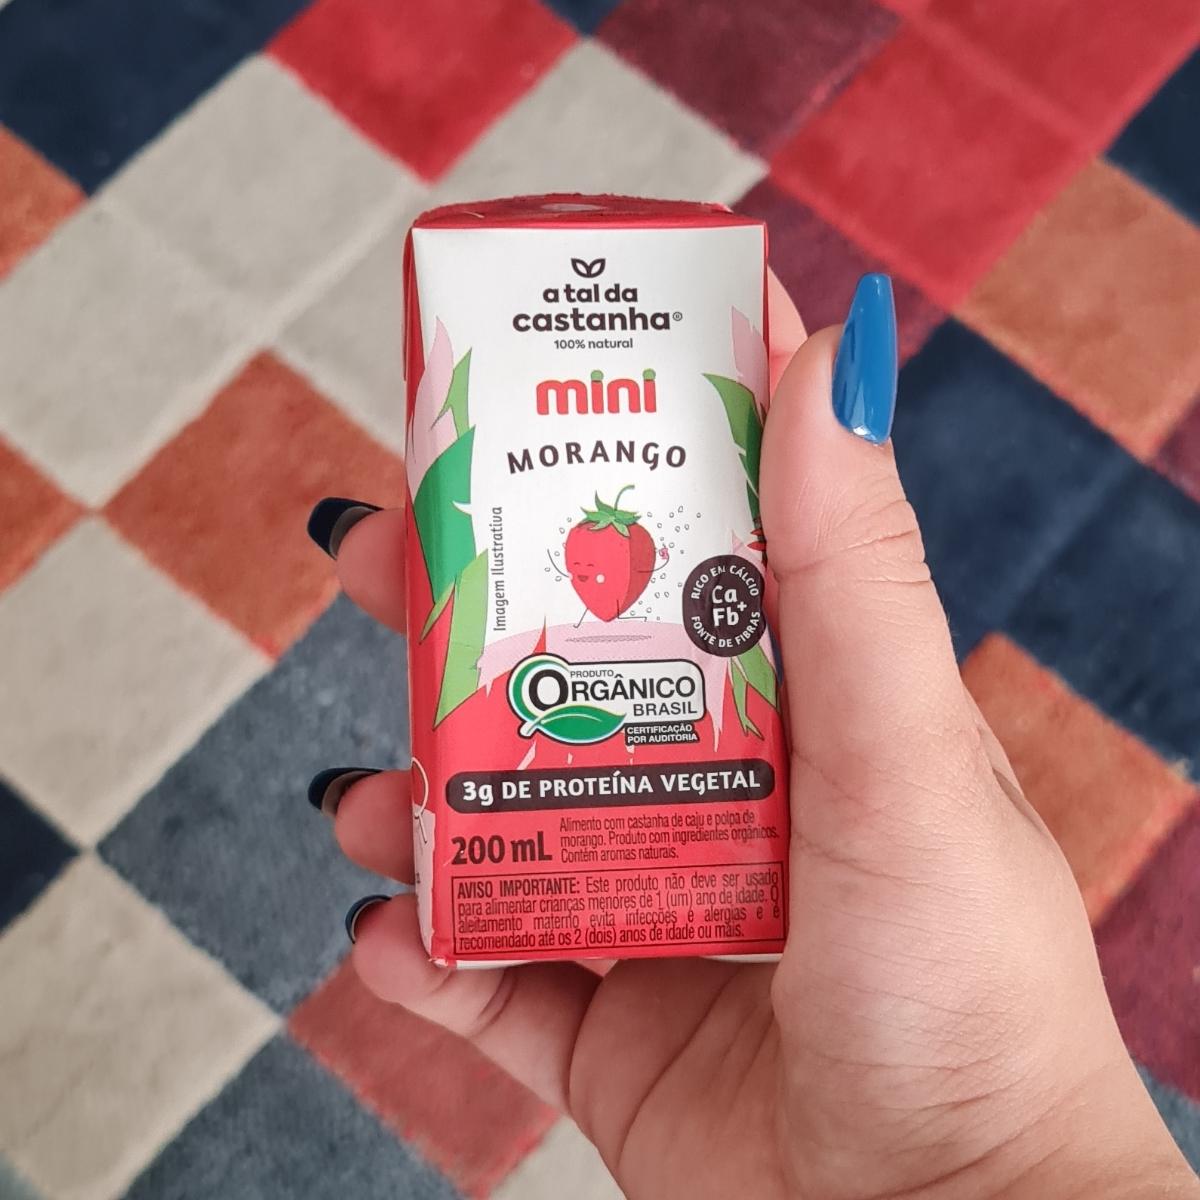 a tal da
castanha®
100% natural
mini
MORANGO
Imagem ilustrativa
RICO EM CÁLCIO
Ca
Fb+
FONTE DE FIBRAS
PRODUTO
ORGÂNICO
BRASIL
CERTIFICAÇÃO
POR AUDITORIA
3g DE PROTEÍNA VEGETAL
200 mL
Alimento com castanha de caju e polpa de
morango. Produto com ingredientes orgânicos.
Contém aromas naturais.
AVISO IMPORTANTE: Este produto não deve ser usado
para alimentar crianças menores de 1 (um) ano de idade. O
aleitamento materno evita infecções e alergias e é
recomendado até os 2 (dois) anos de idade ou mais.